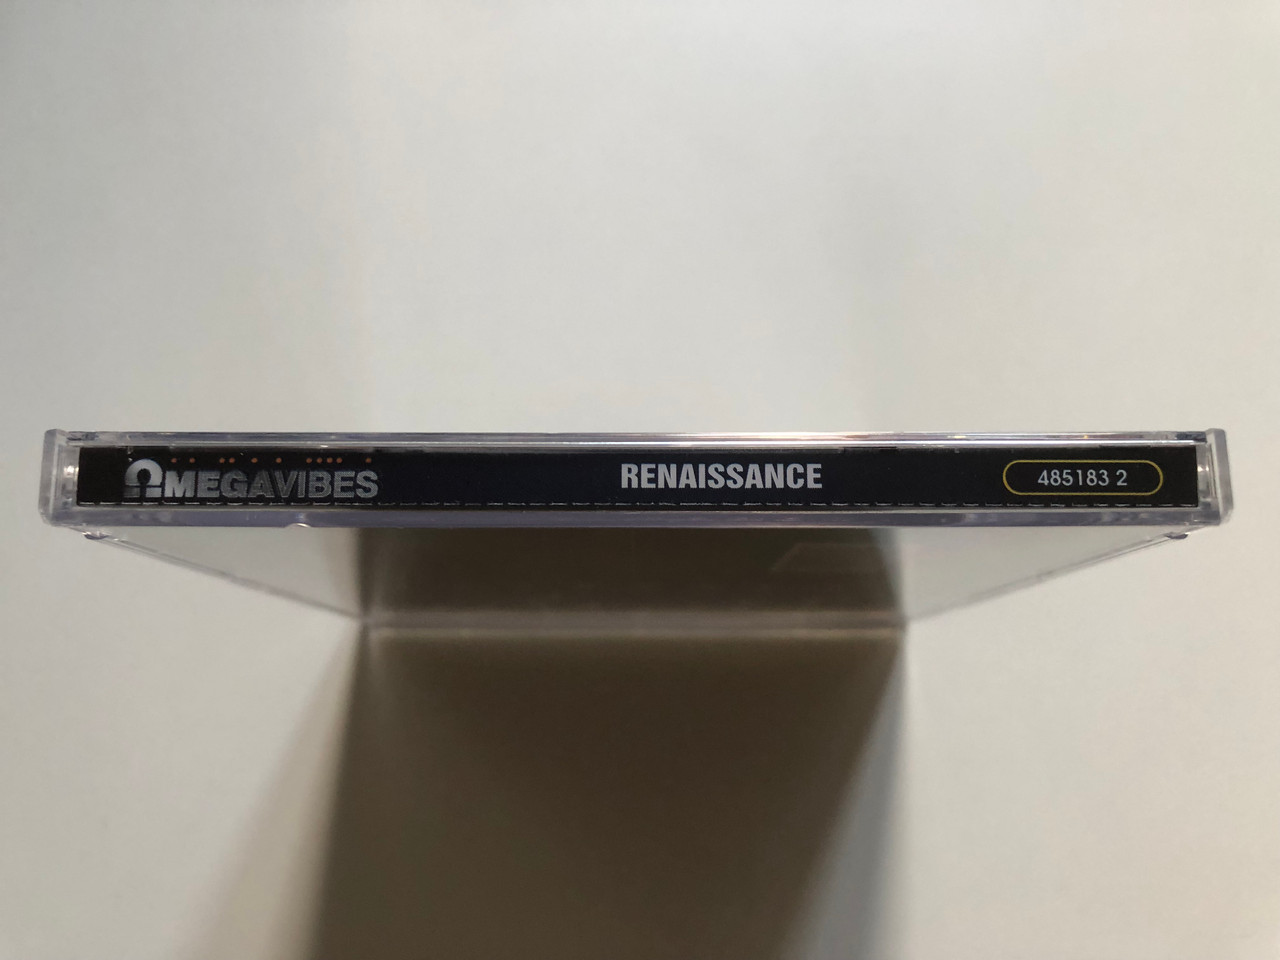 ΩMEGAVIBES RENAISSANCE 485183 2